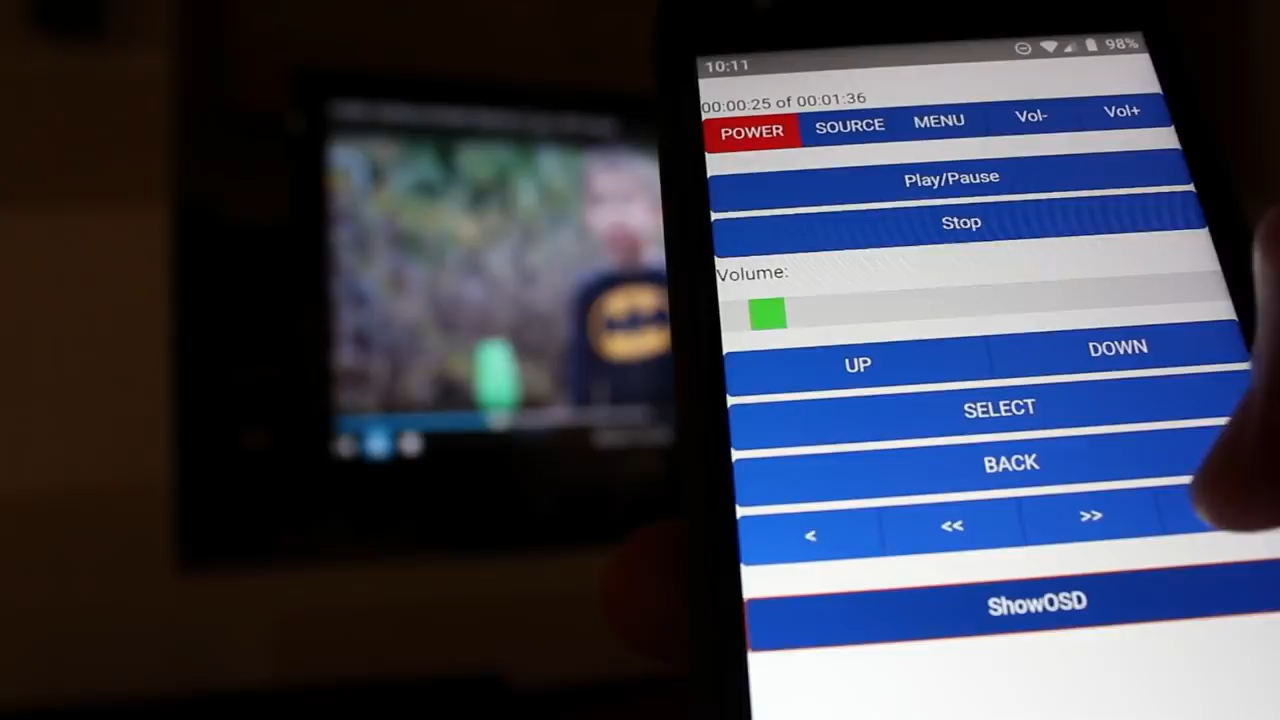 10:11 98%
00:00:25 of 00:01:36
POWER SOURCE MENU Vol- Vol+
Play/Pause
Stop
Volume:
UP DOWN
SELECT
BACK
< << >>
ShowOSD